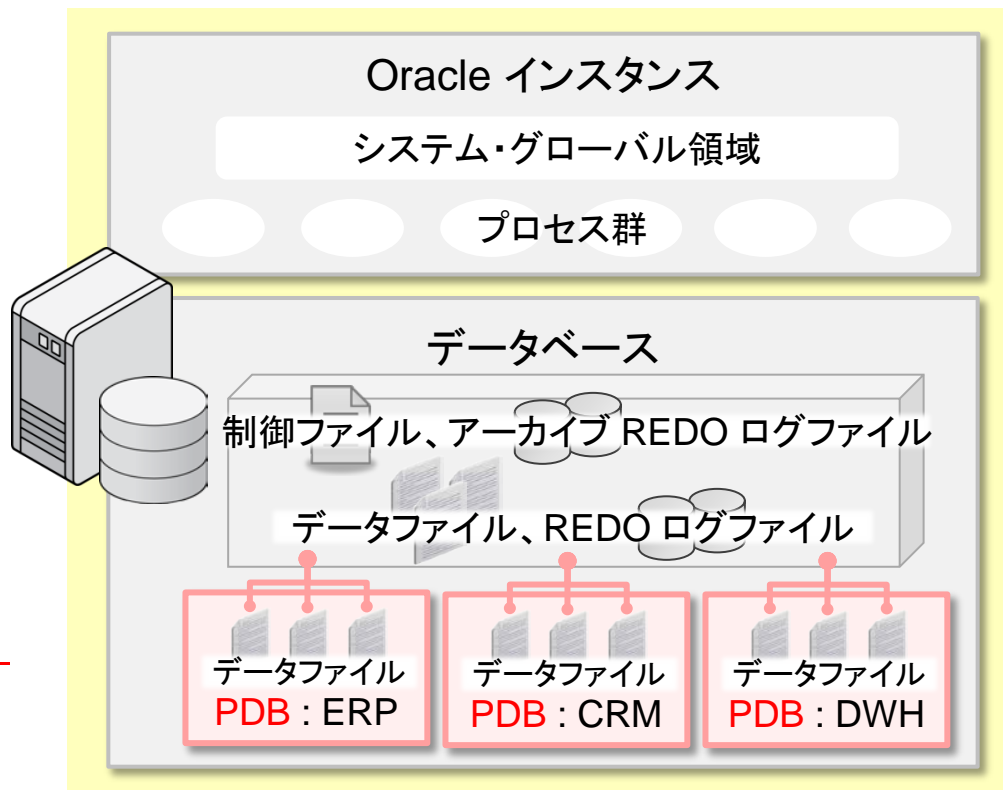 Oracle インスタンス
システム・グローバル領域
プロセス群
データベース
制御ファイル、アーカイブ REDO ログファイル
データファイル、REDO ログファイル
データファイル
PDB : ERP
データファイル
PDB : CRM
データファイル
PDB : DWH